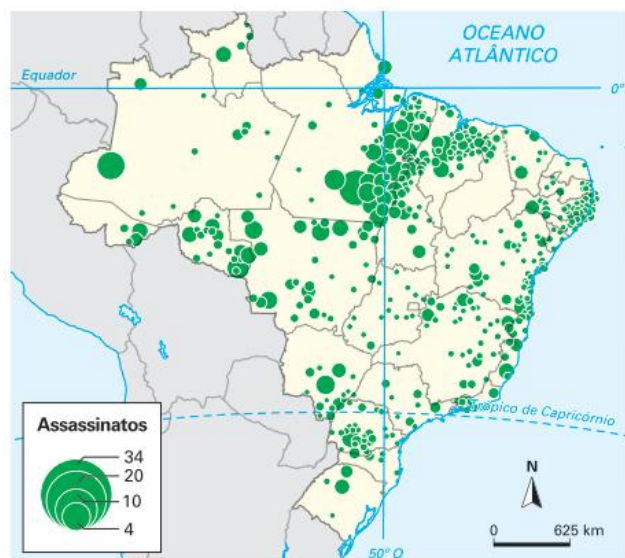 OCEANO
ATLÂNTICO
Equador
0°
Trópico de Capricórnio
Assassinatos
34
20
10
4
N
0 625 km
50° O